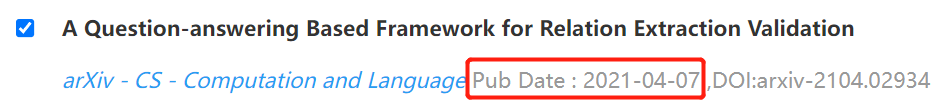 A Question-answering Based Framework for Relation Extraction Validation
arXiv - CS - Computation and Language Pub Date : 2021-04-07 ,DOI:arxiv-2104.02934